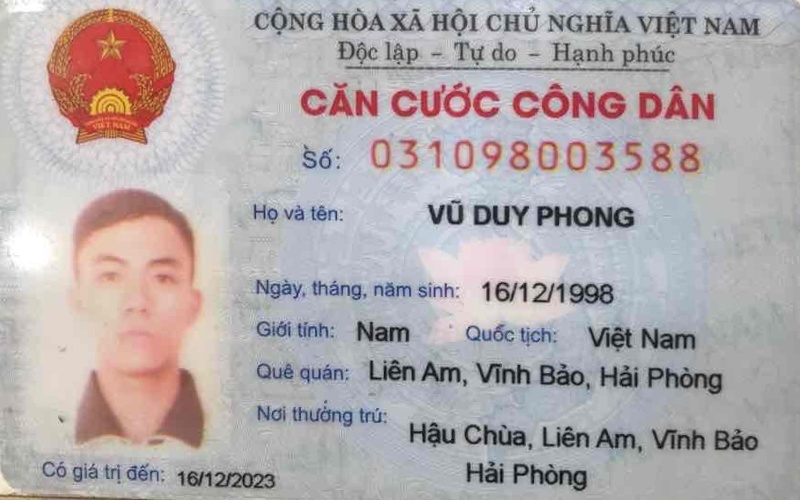 CỘNG HÒA XÃ HỘI CHỦ NGHĨA VIỆT NAM
Độc lập - Tự do - Hạnh phúc
CĂN CƯỚC CÔNG DÂN
Số: 031098003588
Họ và tên: VŨ DUY PHONG
Ngày, tháng, năm sinh: 16/12/1998
Giới tính: Nam Quốc tịch: Việt Nam
Quê quán: Liên Am, Vĩnh Bảo, Hải Phòng
Nơi thường trú: Hậu Chùa, Liên Am, Vĩnh Bảo
Hải Phòng
Có giá trị đến: 16/12/2023